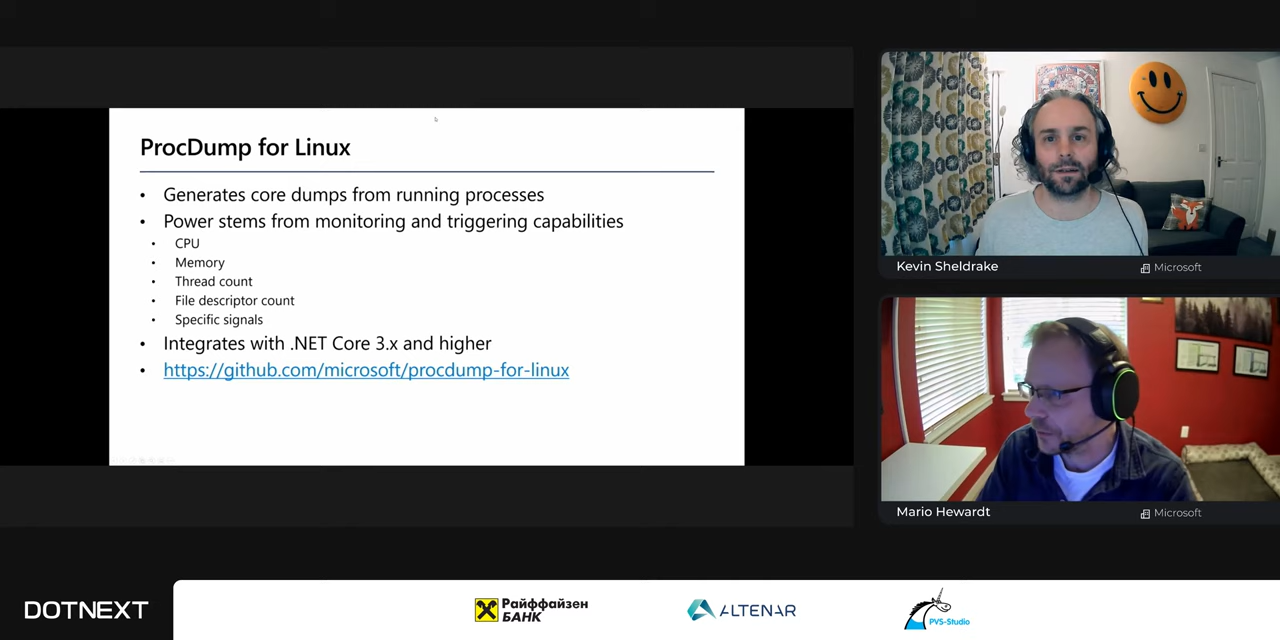 ProcDump for Linux
• Generates core dumps from running processes
• Power stems from monitoring and triggering capabilities
• CPU
• Memory
• Thread count
• File descriptor count
• Specific signals
• Integrates with .NET Core 3.x and higher
• https://github.com/microsoft/procdump-for-linux
Kevin Sheldrake
Microsoft
Mario Hewardt
Microsoft
DOTNEXT
Райффайзен
БАНК
ALTENAR
PVS-Studio